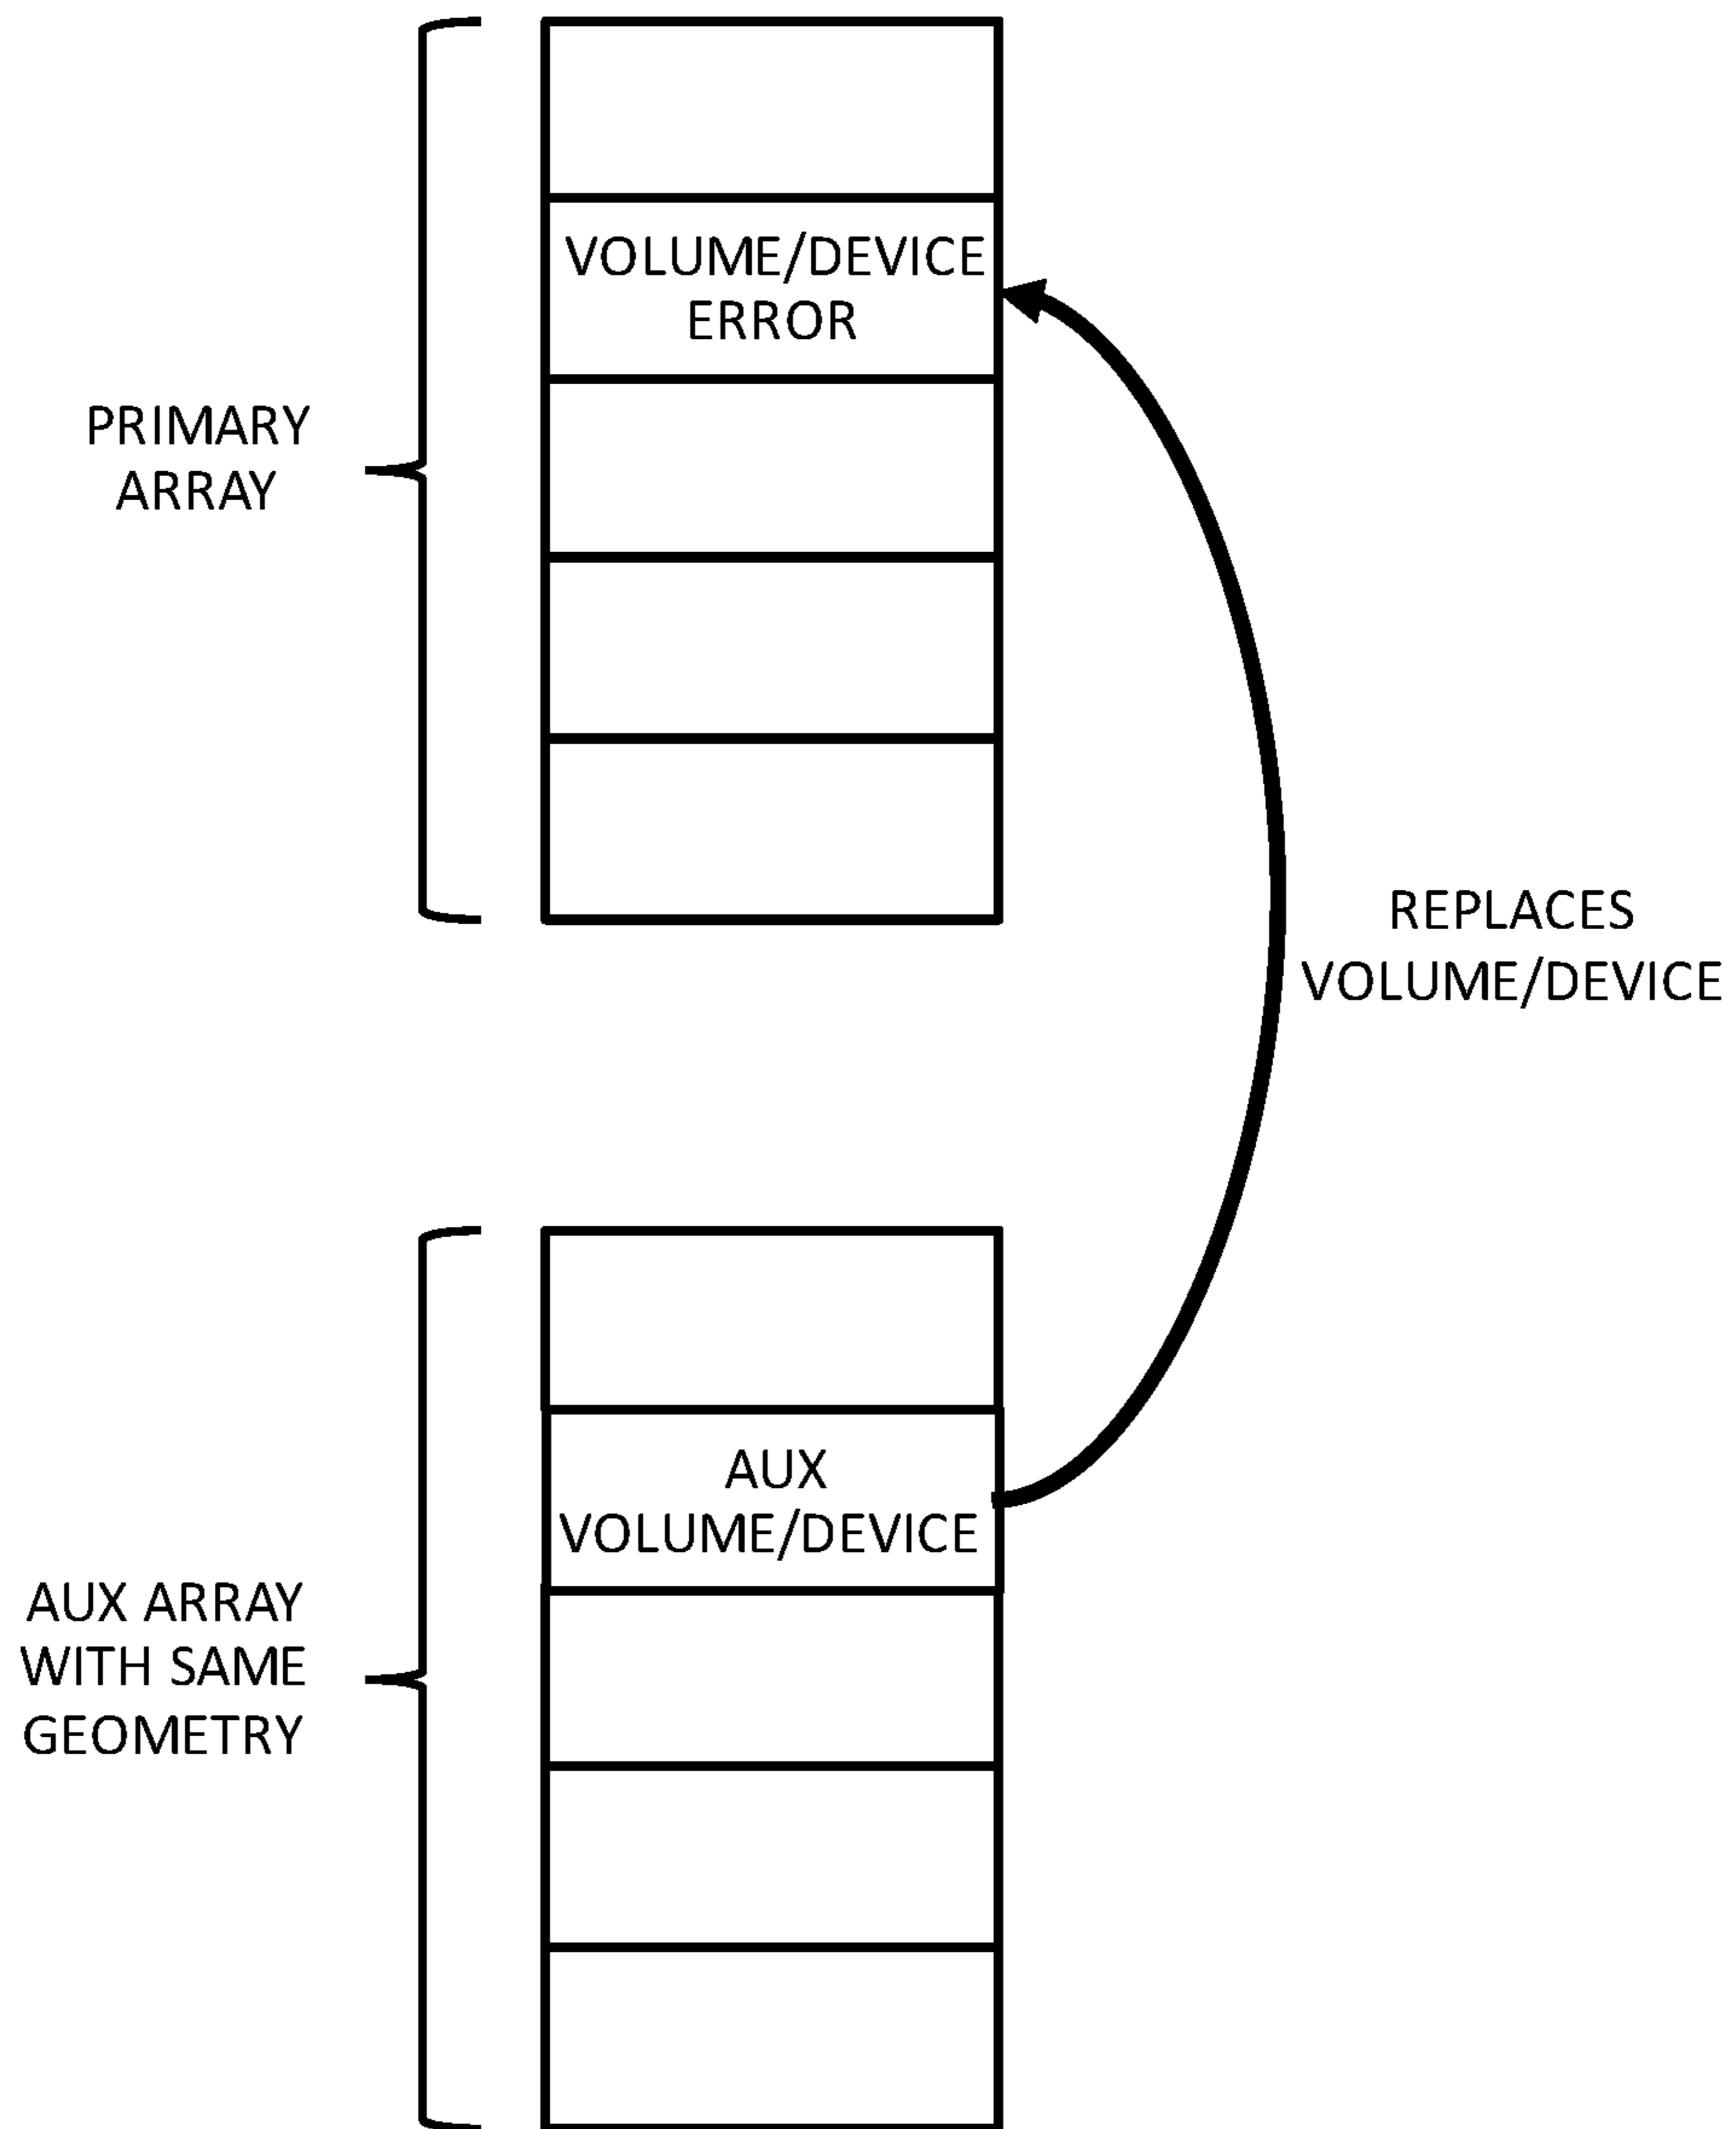 VOLUME/DEVICE
ERROR
PRIMARY
ARRAY
REPLACES
VOLUME/DEVICE
AUX
VOLUME/DEVICE
AUX ARRAY
WITH SAME
GEOMETRY